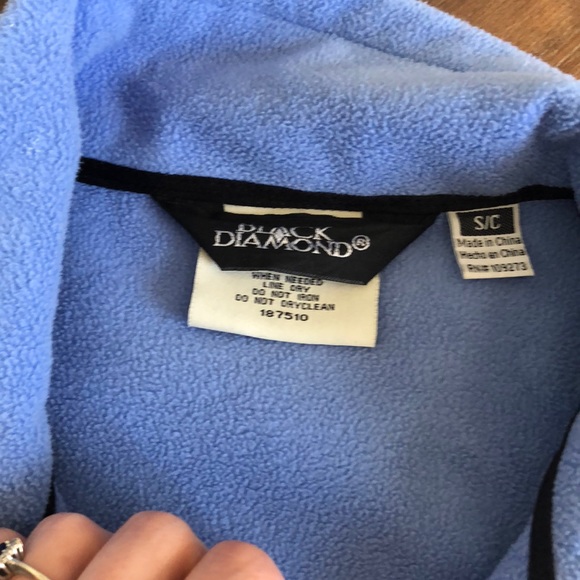 BLACK
DIAMOND®
WHEN NEEDED
LINE DRY
DO NOT IRON
DO NOT DRYCLEAN
187510
S/C
Made in China
Hecho en China
RN# 109273